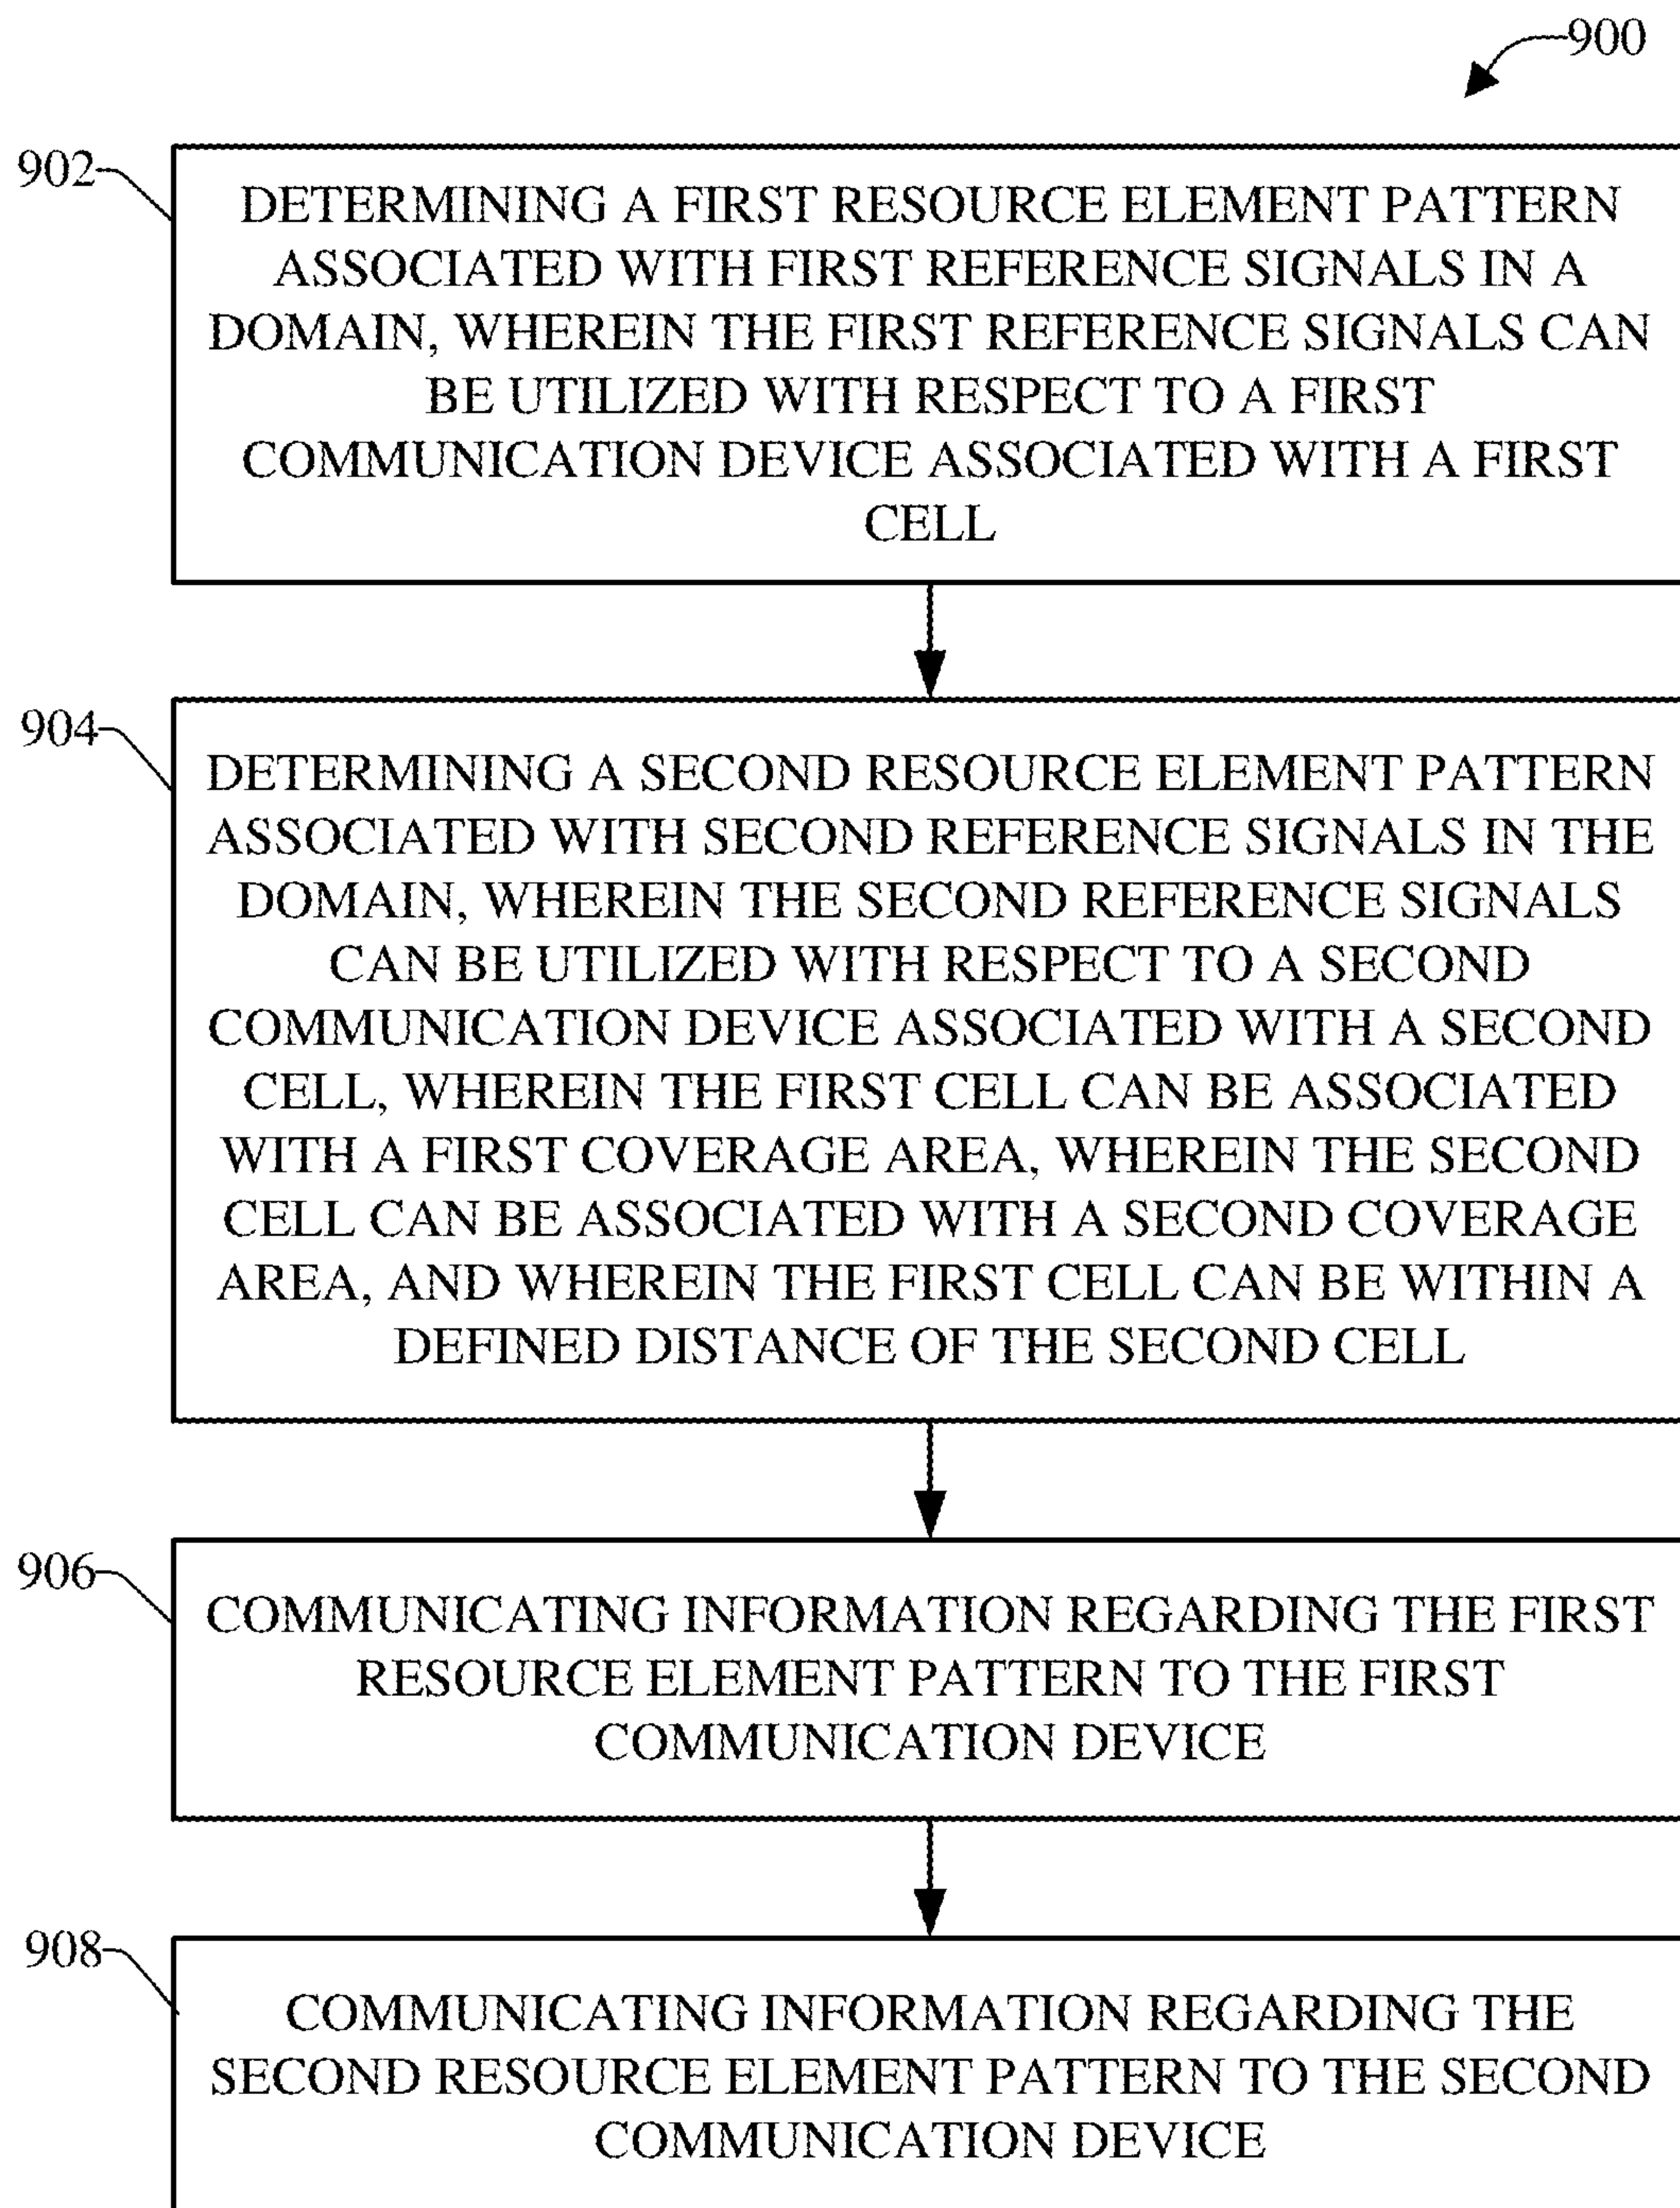 900
902
DETERMINING A FIRST RESOURCE ELEMENT PATTERN
ASSOCIATED WITH FIRST REFERENCE SIGNALS IN A
DOMAIN, WHEREIN THE FIRST REFERENCE SIGNALS CAN
BE UTILIZED WITH RESPECT TO A FIRST
COMMUNICATION DEVICE ASSOCIATED WITH A FIRST
CELL
904
DETERMINING A SECOND RESOURCE ELEMENT PATTERN
ASSOCIATED WITH SECOND REFERENCE SIGNALS IN THE
DOMAIN, WHEREIN THE SECOND REFERENCE SIGNALS
CAN BE UTILIZED WITH RESPECT TO A SECOND
COMMUNICATION DEVICE ASSOCIATED WITH A SECOND
CELL, WHEREIN THE FIRST CELL CAN BE ASSOCIATED
WITH A FIRST COVERAGE AREA, WHEREIN THE SECOND
CELL CAN BE ASSOCIATED WITH A SECOND COVERAGE
AREA, AND WHEREIN THE FIRST CELL CAN BE WITHIN A
DEFINED DISTANCE OF THE SECOND CELL
906
COMMUNICATING INFORMATION REGARDING THE FIRST
RESOURCE ELEMENT PATTERN TO THE FIRST
COMMUNICATION DEVICE
908
COMMUNICATING INFORMATION REGARDING THE
SECOND RESOURCE ELEMENT PATTERN TO THE SECOND
COMMUNICATION DEVICE